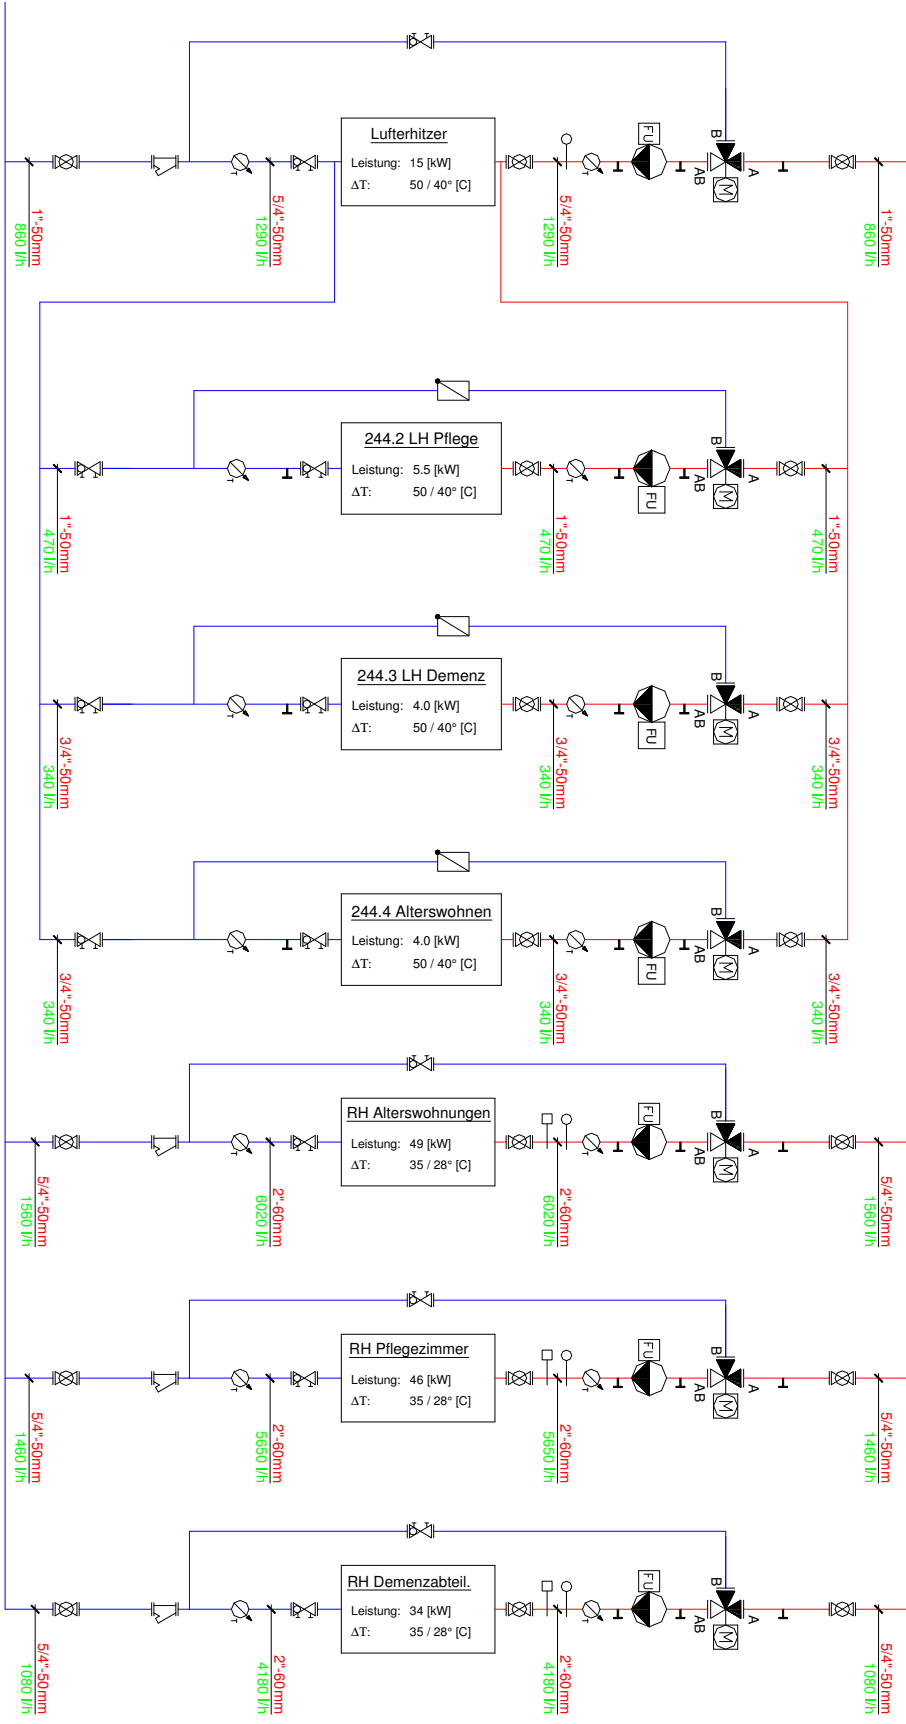 Lufterhitzer
Leistung: 15 [kW]
ΔT: 50 / 40° [C]
FU
B
M
A
AB
1"-50mm
860 l/h
5/4"-50mm
1290 l/h
T
5/4"-50mm
1290 l/h
T
1"-50mm
860 l/h
244.2 LH Pflege
Leistung: 5.5 [kW]
ΔT: 50 / 40° [C]
FU
B
M
A
AB
1"-50mm
470 l/h
T
1"-50mm
470 l/h
T
1"-50mm
470 l/h
244.3 LH Demenz
Leistung: 4.0 [kW]
ΔT: 50 / 40° [C]
FU
B
M
A
AB
3/4"-50mm
340 l/h
T
3/4"-50mm
340 l/h
T
3/4"-50mm
340 l/h
244.4 Alterswohnen
Leistung: 4.0 [kW]
ΔT: 50 / 40° [C]
FU
B
M
A
AB
3/4"-50mm
340 l/h
T
3/4"-50mm
340 l/h
T
3/4"-50mm
340 l/h
RH Alterswohnungen
Leistung: 49 [kW]
ΔT: 35 / 28° [C]
FU
B
M
A
AB
5/4"-50mm
1560 l/h
T
2"-60mm
6020 l/h
2"-60mm
6020 l/h
T
5/4"-50mm
1560 l/h
RH Pflegezimmer
Leistung: 46 [kW]
ΔT: 35 / 28° [C]
FU
B
M
A
AB
5/4"-50mm
1460 l/h
T
2"-60mm
5650 l/h
2"-60mm
5650 l/h
T
5/4"-50mm
1460 l/h
RH Demenzabteil.
Leistung: 34 [kW]
ΔT: 35 / 28° [C]
FU
B
M
A
AB
5/4"-50mm
1080 l/h
T
2"-60mm
4180 l/h
2"-60mm
4180 l/h
T
5/4"-50mm
1080 l/h